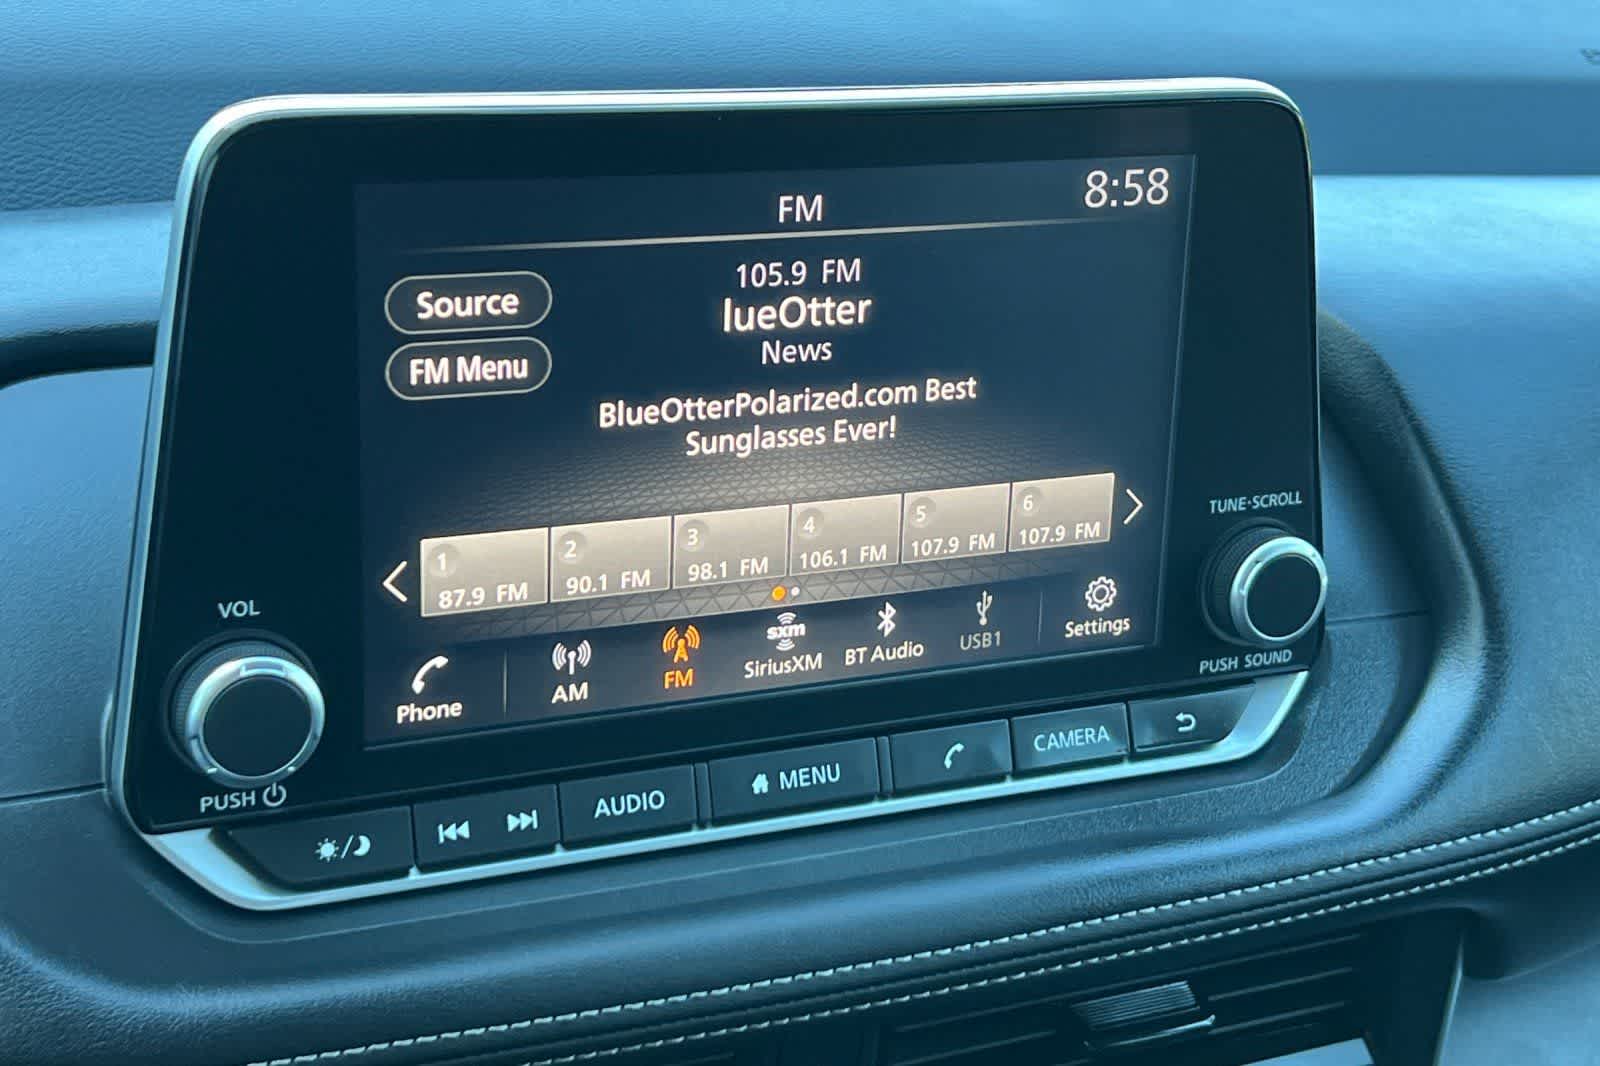 FM
8:58
105.9 FM
lueOtter
News
BlueOtterPolarized.com Best
Sunglasses Ever!
Source
FM Menu
1
87.9 FM
2
90.1 FM
3
98.1 FM
4
106.1 FM
5
107.9 FM
6
107.9 FM
Phone
AM
FM
sxm
SiriusXM
BT Audio
USB1
Settings
VOL
PUSH
TUNE·SCROLL
PUSH SOUND
AUDIO
MENU
CAMERA